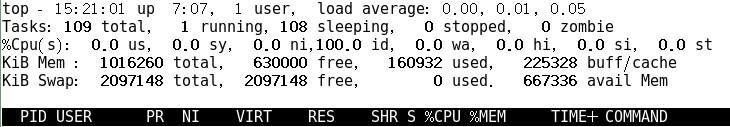 top - 15:21:01 up  7:07,  1 user,  load average: 0.00, 0.01, 0.05
Tasks: 109 total,   1 running, 108 sleeping,   0 stopped,   0 zombie
%Cpu(s):  0.0 us,  0.0 sy,  0.0 ni,100.0 id,  0.0 wa,  0.0 hi,  0.0 si,  0.0 st
KiB Mem :  1016260 total,   630000 free,   160932 used,   225328 buff/cache
KiB Swap:  2097148 total,  2097148 free,        0 used.   667336 avail Mem
PID USER      PR  NI    VIRT    RES    SHR S %CPU %MEM     TIME+ COMMAND